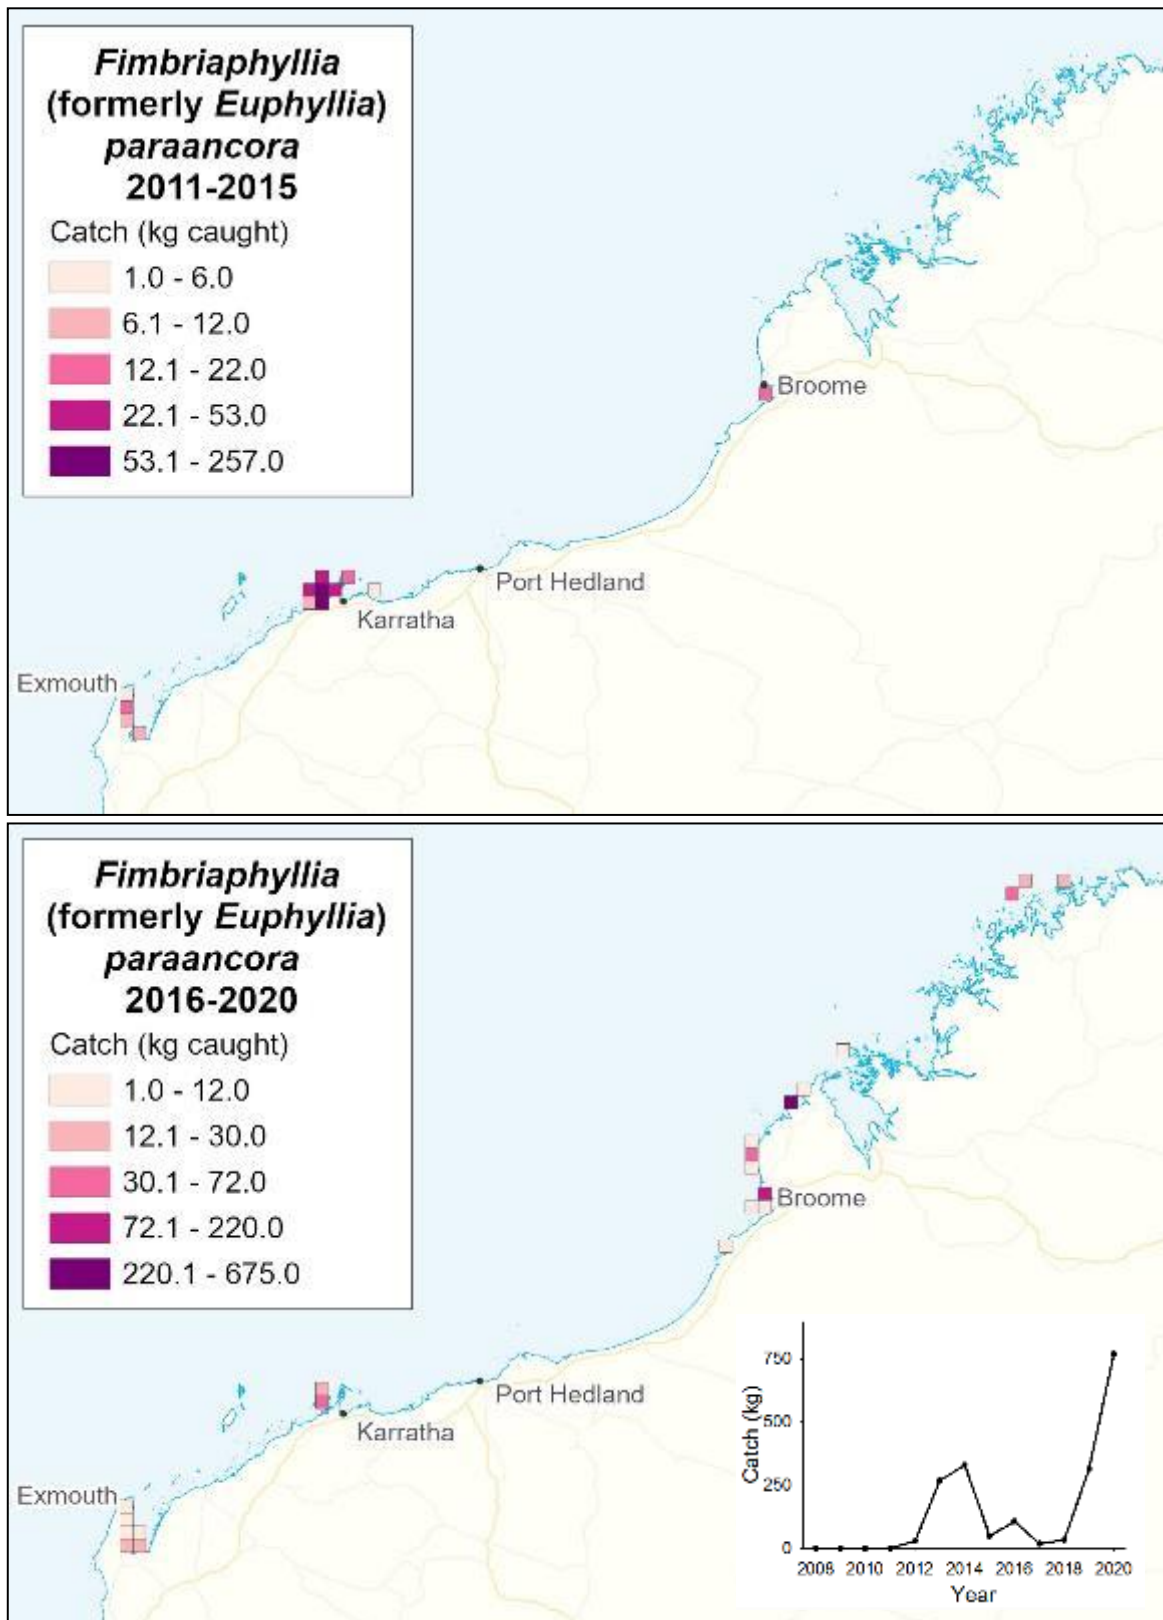 Fimbriaphyllia
(formerly Euphyllia)
paraancora
2011-2015
Catch (kg caught)
1.0 - 6.0
6.1 - 12.0
12.1 - 22.0
22.1 - 53.0
53.1 - 257.0
Broome
Port Hedland
Karratha
Exmouth
Fimbriaphyllia
(formerly Euphyllia)
paraancora
2016-2020
Catch (kg caught)
1.0 - 12.0
12.1 - 30.0
30.1 - 72.0
72.1 - 220.0
220.1 - 675.0
Broome
Port Hedland
Karratha
Exmouth
Catch (kg)
750
500
250
0
2008 2010 2012 2014 2016 2018 2020
Year